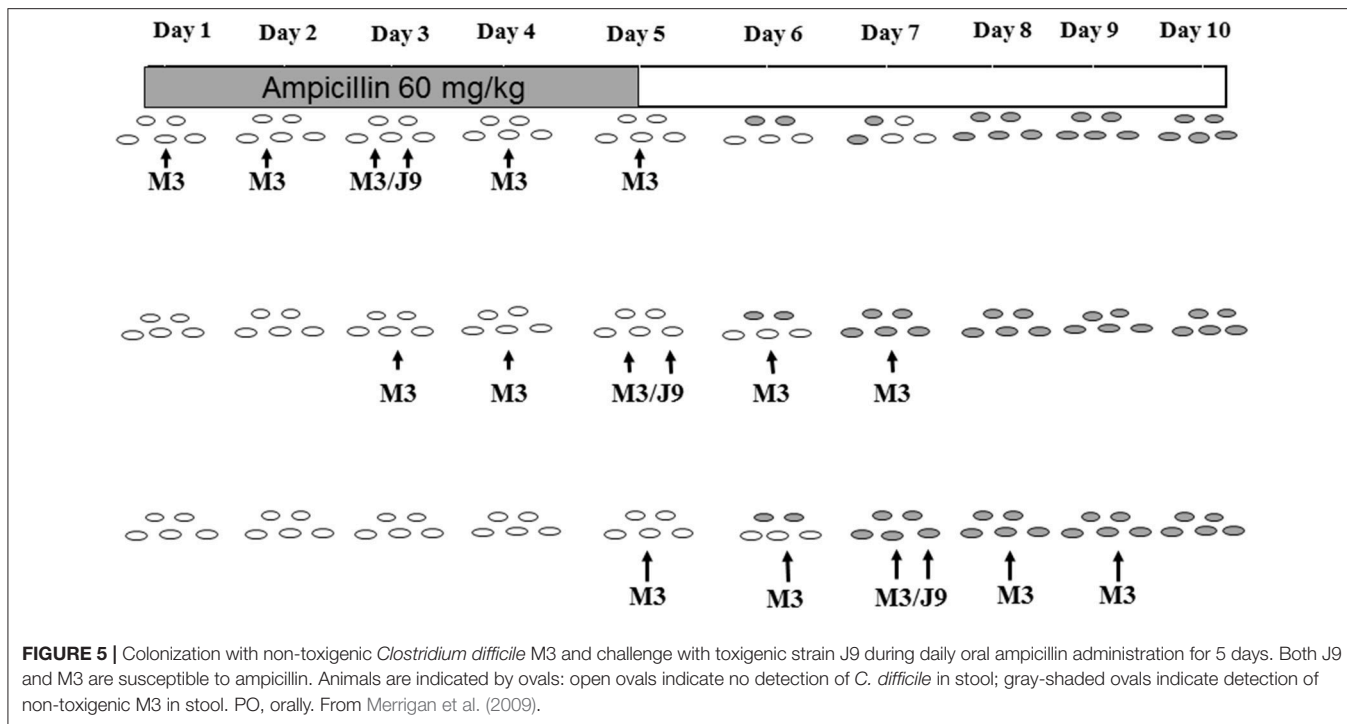 Day 1 Day 2 Day 3 Day 4 Day 5 Day 6 Day 7 Day 8 Day 9 Day 10
Ampicillin 60 mg/kg
M3 M3 M3/J9 M3 M3
M3 M3 M3/J9 M3 M3
M3 M3 M3/J9 M3 M3
FIGURE 5 | Colonization with non-toxigenic Clostridium difficile M3 and challenge with toxigenic strain J9 during daily oral ampicillin administration for 5 days. Both J9
and M3 are susceptible to ampicillin. Animals are indicated by ovals: open ovals indicate no detection of C. difficile in stool; gray-shaded ovals indicate detection of
non-toxigenic M3 in stool. PO, orally. From Merrigan et al. (2009).